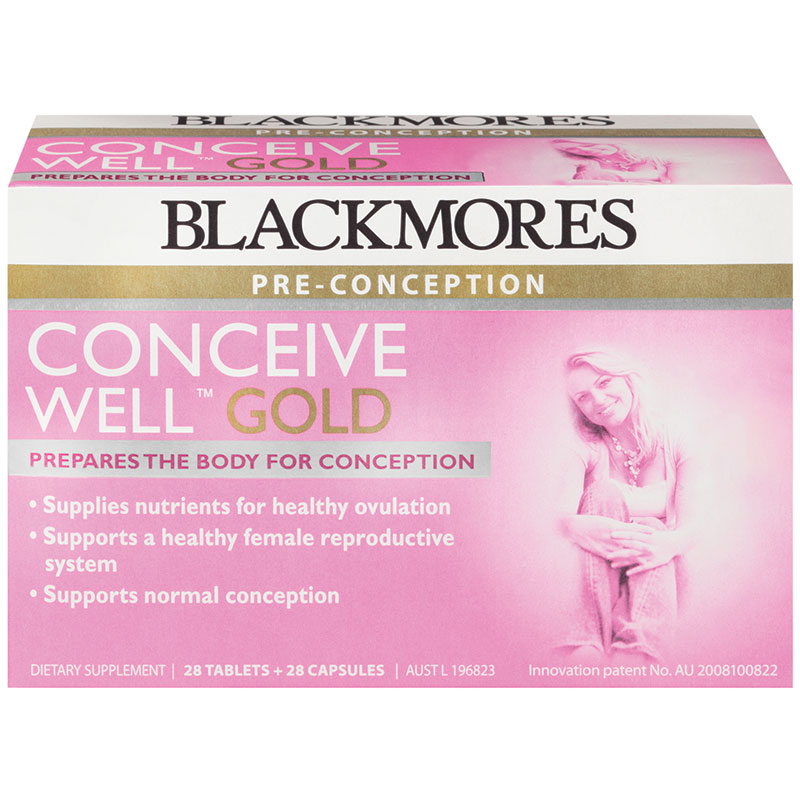 BLACKMORES
PRE-CONCEPTION
CONCEIVE
WELL™ GOLD
PREPARES THE BODY FOR CONCEPTION
BLACKMORES
PRE-CONCEPTION
CONCEIVE
WELL™ GOLD
PREPARES THE BODY FOR CONCEPTION
• Supplies nutrients for healthy ovulation
• Supports a healthy female reproductive
system
• Supports normal conception
DIETARY SUPPLEMENT | 28 TABLETS + 28 CAPSULES | AUST L 196823 Innovation patent No. AU 2008100822